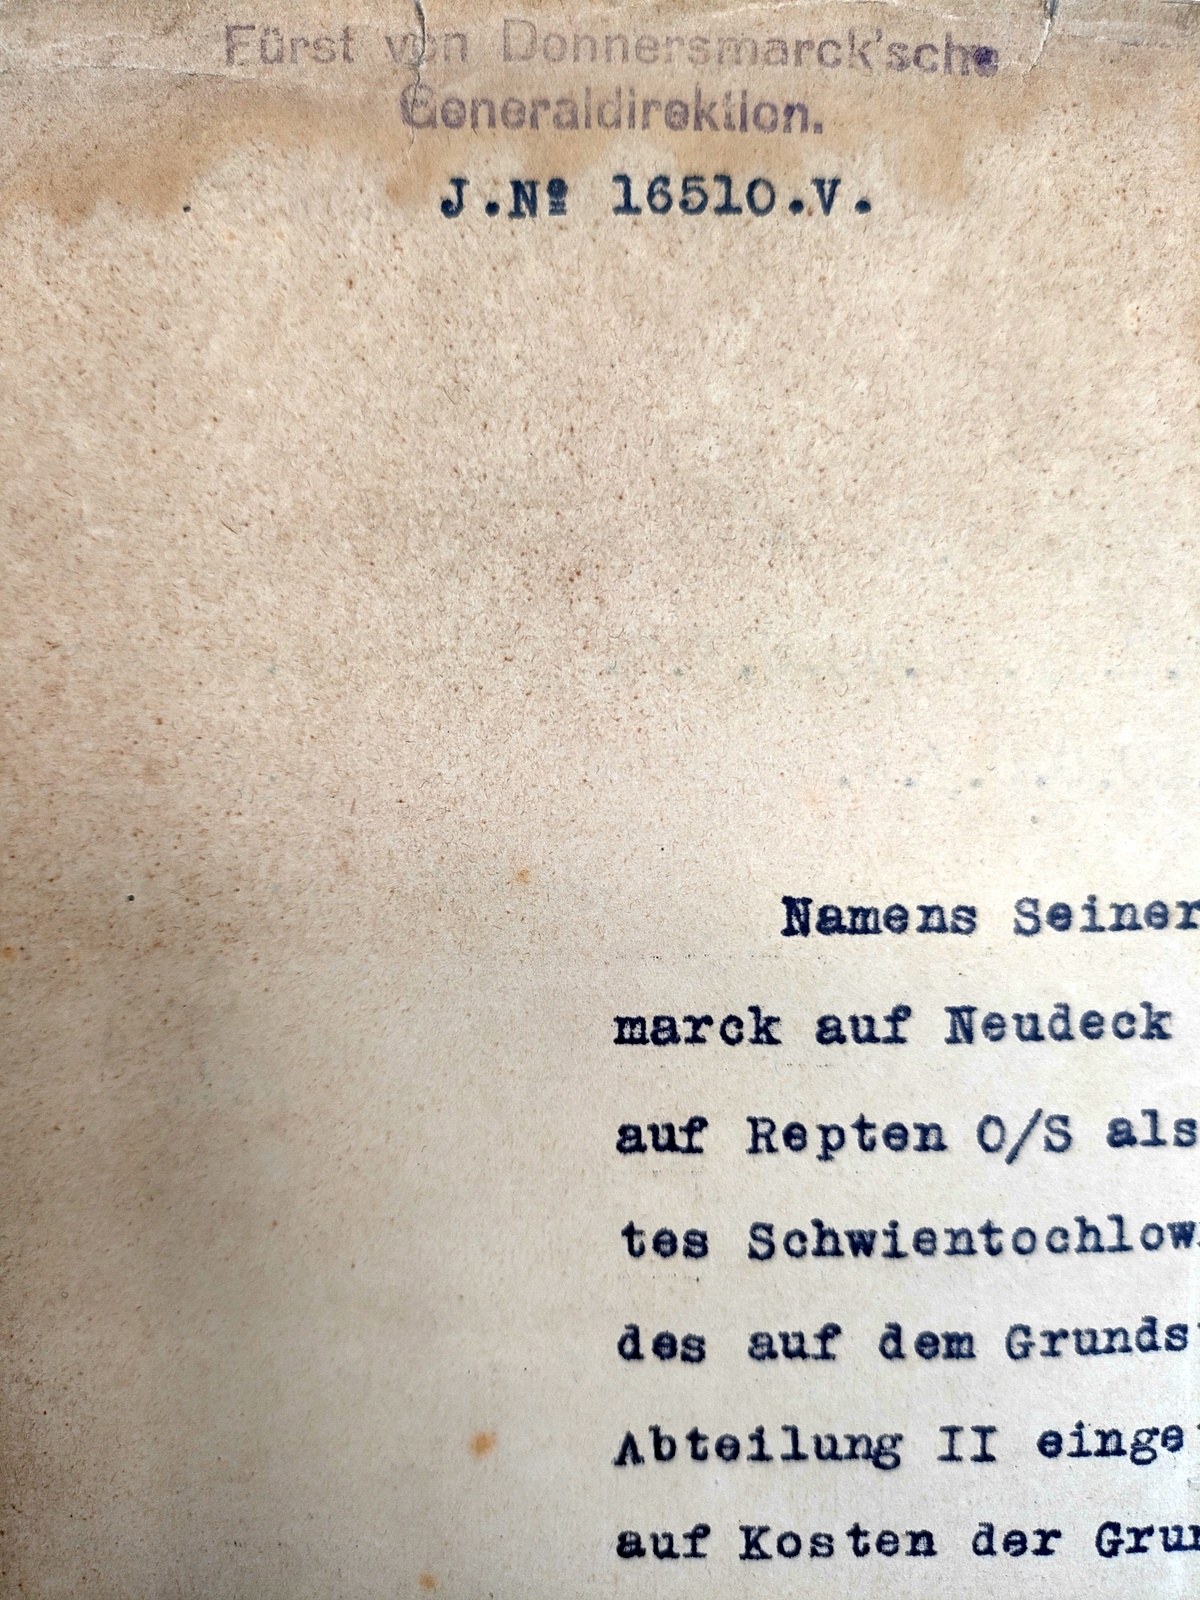 Fürst von Donnersmarck'sche
Generaldirektion.
J.Nº 16510.V.
Namens Seiner
marck auf Neudeck
auf Repten O/S als
tes Schwientochlow
des auf dem Grunds
Abteilung II einge
auf Kosten der Grun